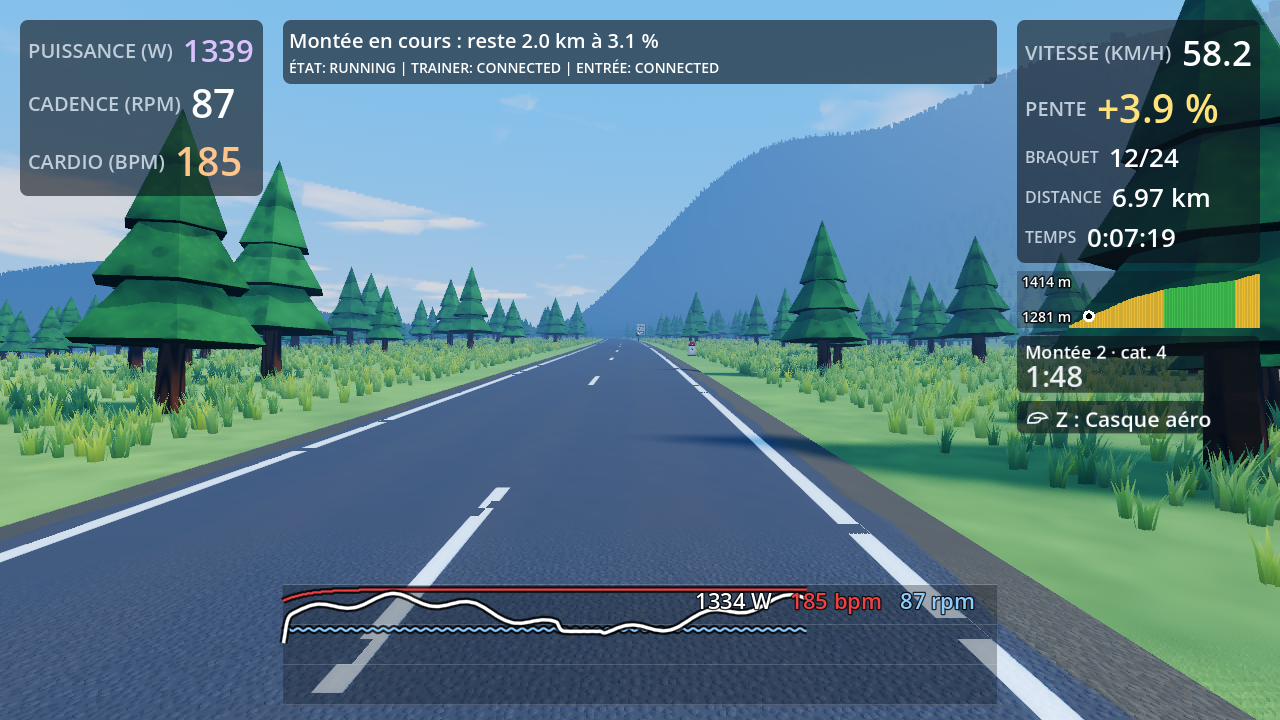 PUISSANCE (W) 1339
CADENCE (RPM) 87
CARDIO (BPM) 185
Montée en cours : reste 2.0 km à 3.1 %
ÉTAT: RUNNING | TRAINER: CONNECTED | ENTRÉE: CONNECTED
VITESSE (KM/H) 58.2
PENTE +3.9 %
BRAQUET 12/24
DISTANCE 6.97 km
TEMPS 0:07:19
1414 m
1281 m
Montée 2 · cat. 4
1:48
Z : Casque aéro
1334 W 185 bpm 87 rpm